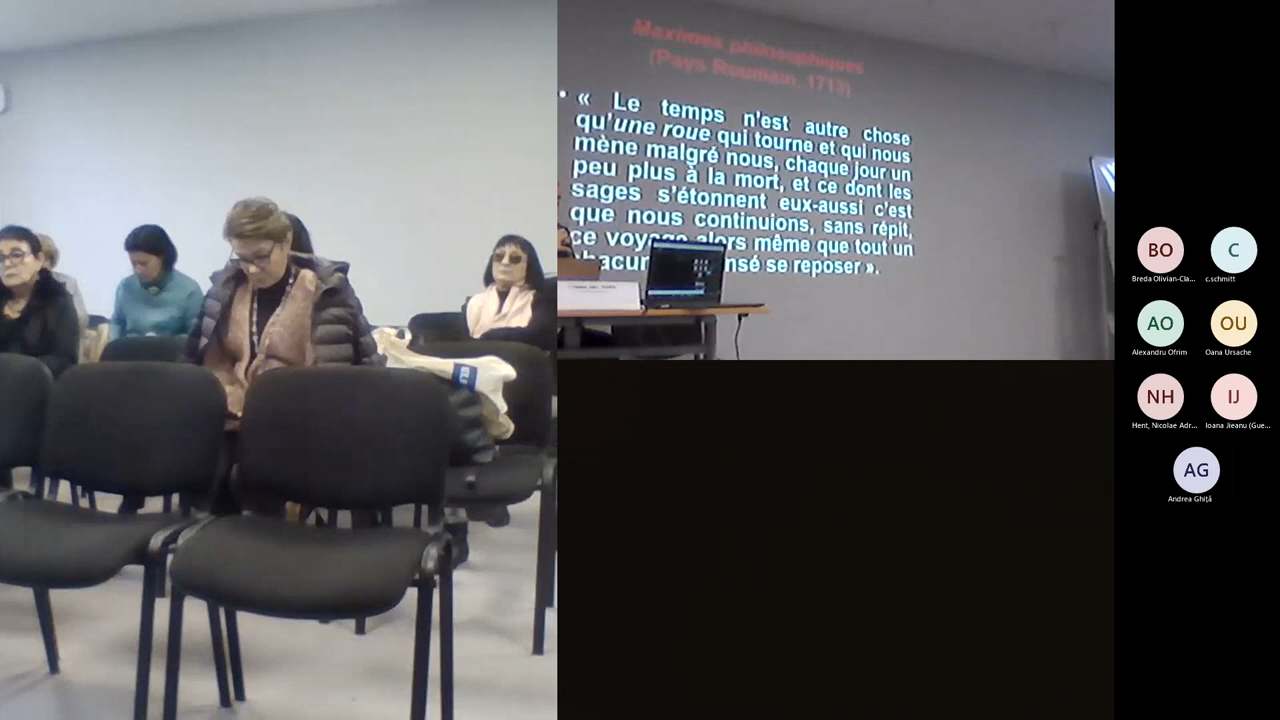 Maximes philosophiques
(Pays Roumain, 1713)
• « Le temps n'est autre chose
qu'une roue qui tourne et qui nous
mène malgré nous, chaque jour un
peu plus à la mort, et ce dont les
sages s'étonnent eux-aussi c'est
que nous continuions, sans répit,
ce voyage alors même que tout un
nsé se reposer ».
BO
Breda Olivian-Cla...
C
c.schmitt
AO
Alexandru Ofrim
OU
Oana Ursache
NH
Hent, Nicolae Adr...
IJ
Ioana Jieanu (Gue...
AG
Andrea Ghiță